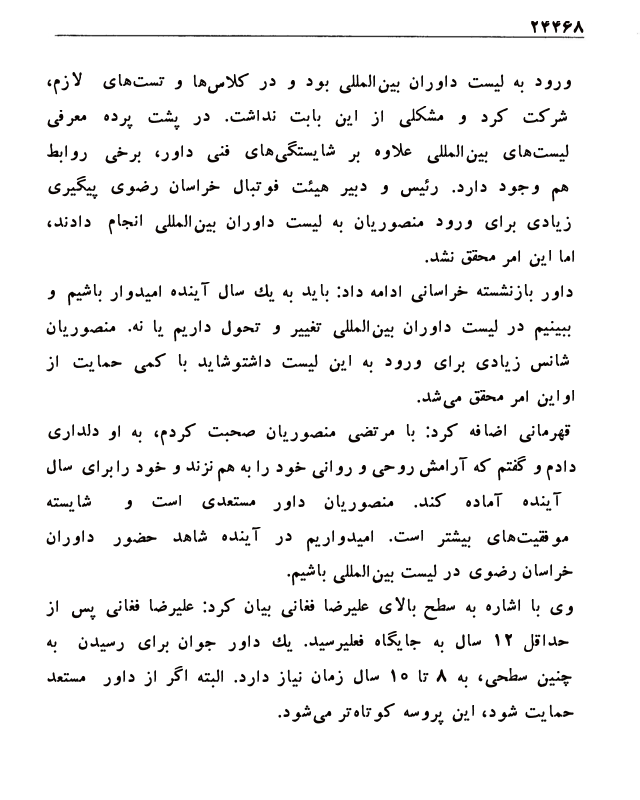 ۲۴۴۶۸
ورود به لیست داوران بین‌المللی بود و در کلاس‌ها و تست‌های لازم،
شرکت کرد و مشکلی از این بابت نداشت. در پشت پرده معرفی
لیست‌های بین‌المللی علاوه بر شایستگی‌های فنی داور، برخی روابط
هم وجود دارد. رئیس و دبیر هیئت فوتبال خراسان رضوی پیگیری
زیادی برای ورود منصوریان به لیست داوران بین‌المللی انجام دادند،
اما این امر محقق نشد.
داور بازنشسته خراسانی ادامه داد: باید به یك سال آینده امیدوار باشیم و
ببینیم در لیست داوران بین‌المللی تغییر و تحول داریم یا نه. منصوریان
شانس زیادی برای ورود به این لیست داشتوشاید با کمی حمایت از
اواین امر محقق می‌شد.
قهرمانی اضافه کرد: با مرتضی منصوریان صحبت کردم، به او دلداری
دادم و گفتم که آرامش روحی و روانی خود را به هم نزند و خود را برای سال
آینده آماده کند. منصوریان داور مستعدی است و شایسته
موفقیت‌های بیشتر است. امیدواریم در آینده شاهد حضور داوران
خراسان رضوی در لیست بین‌المللی باشیم.
وی با اشاره به سطح بالای علیرضا فغانی بیان کرد: علیرضا فغانی پس از
حداقل ۱۲ سال به جایگاه فعلیرسید. یك داور جوان برای رسیدن به
چنین سطحی، به ۸ تا ۱۰ سال زمان نیاز دارد. البته اگر از داور مستعد
حمایت شود، این پروسه کوتاه‌تر می‌شود.